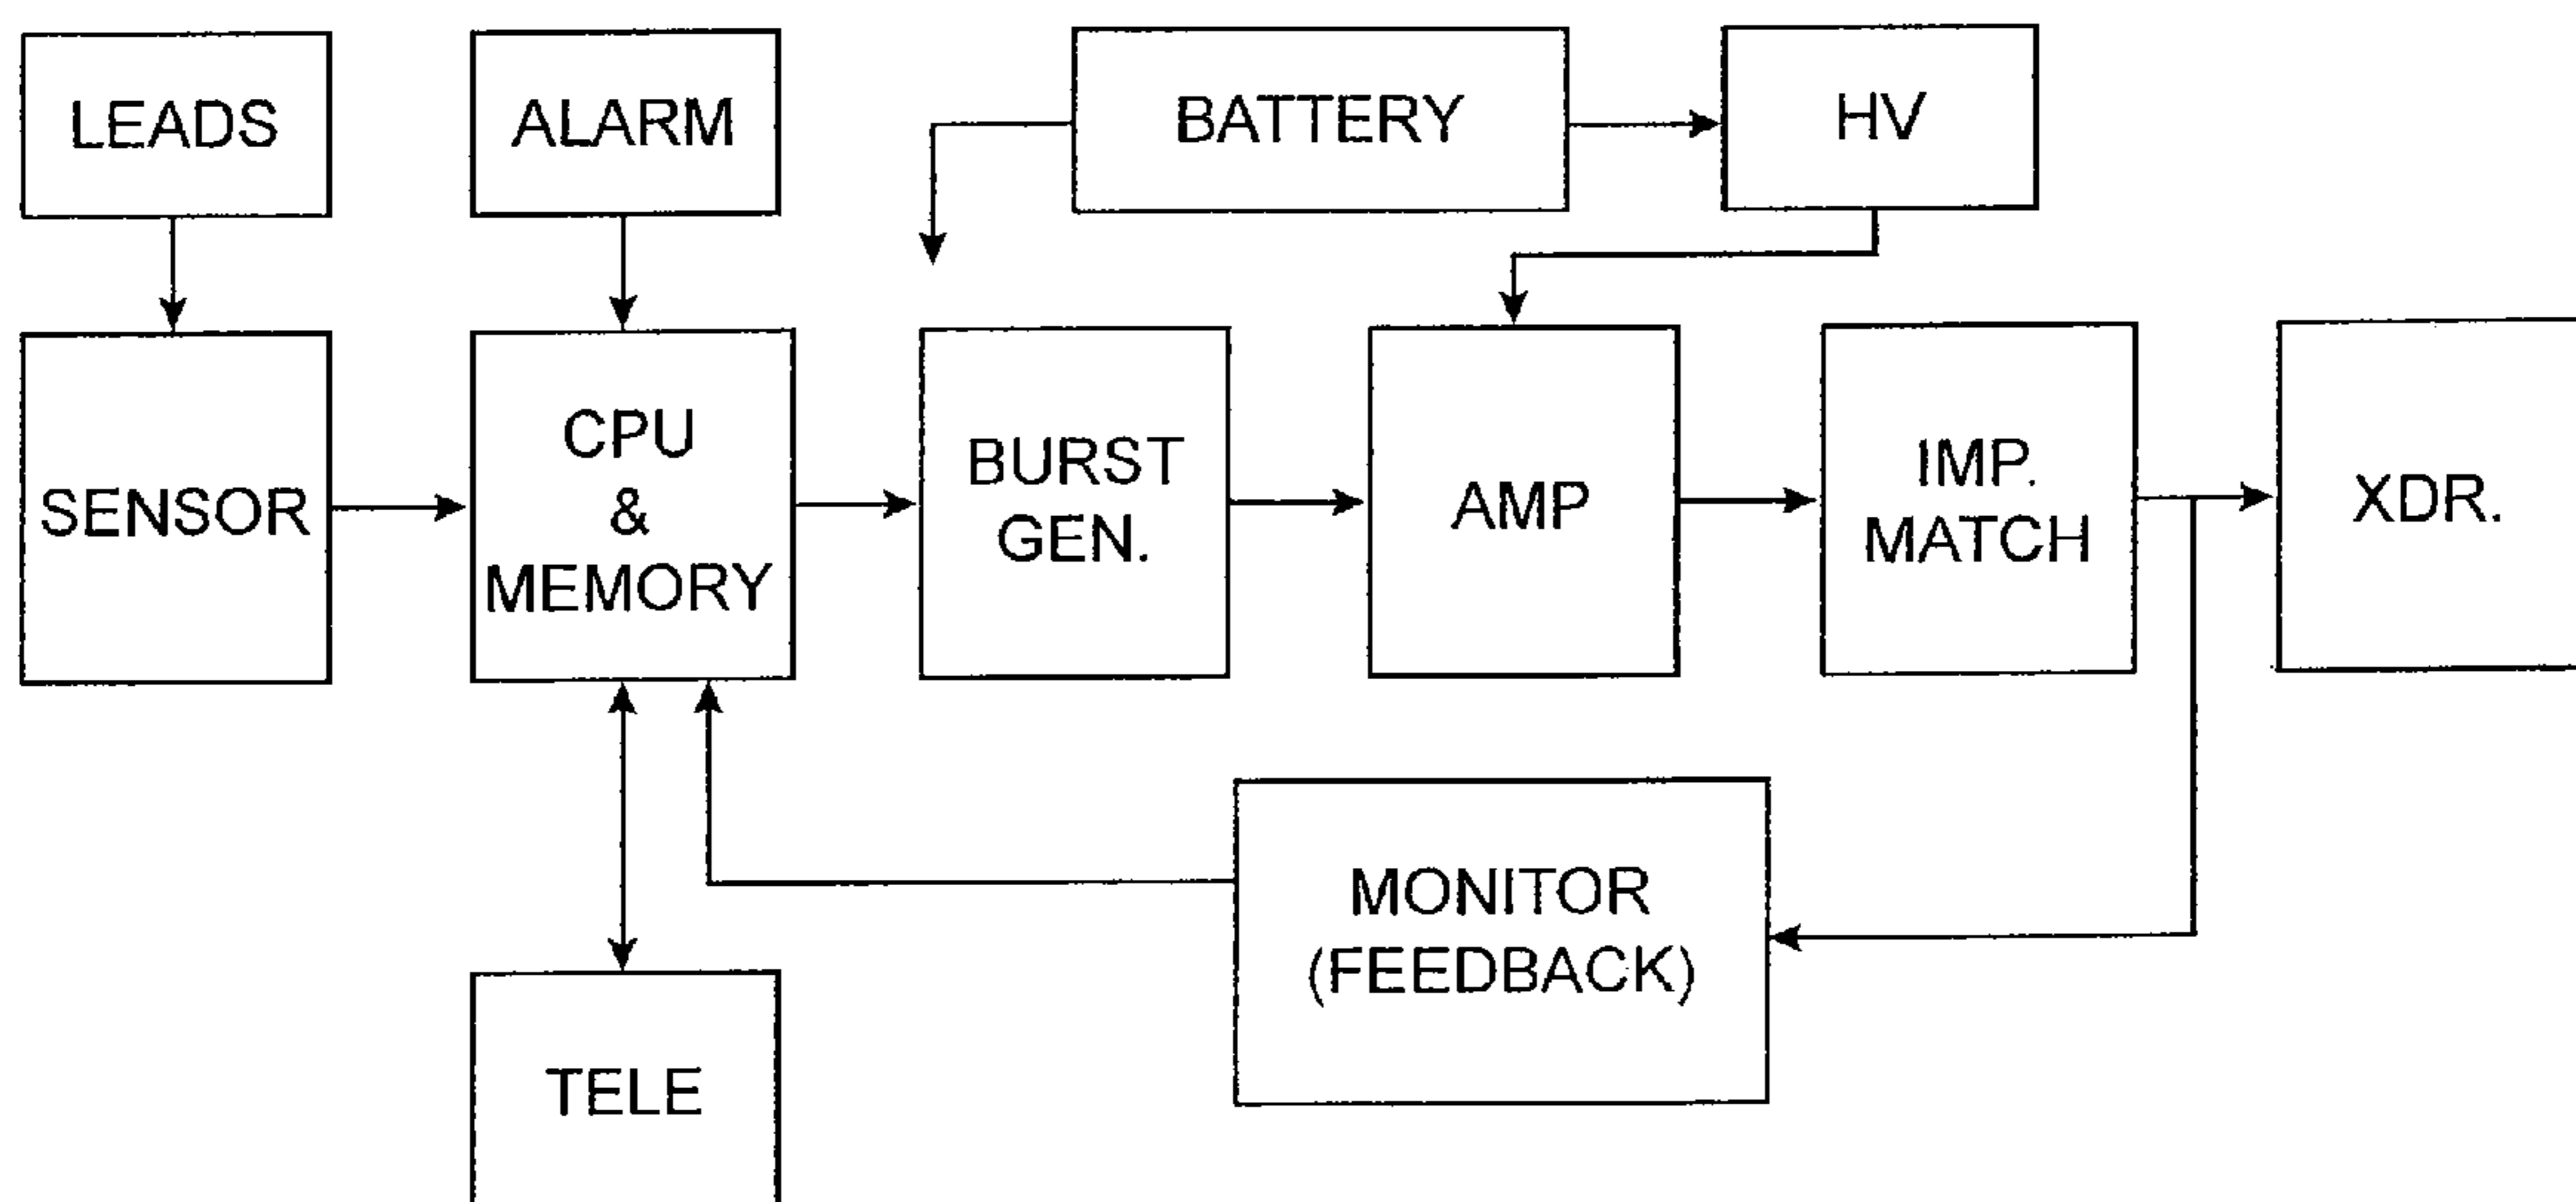 LEADS
ALARM
BATTERY
HV
SENSOR
CPU
&
MEMORY
BURST
GEN.
AMP
IMP.
MATCH
XDR.
MONITOR
(FEEDBACK)
TELE